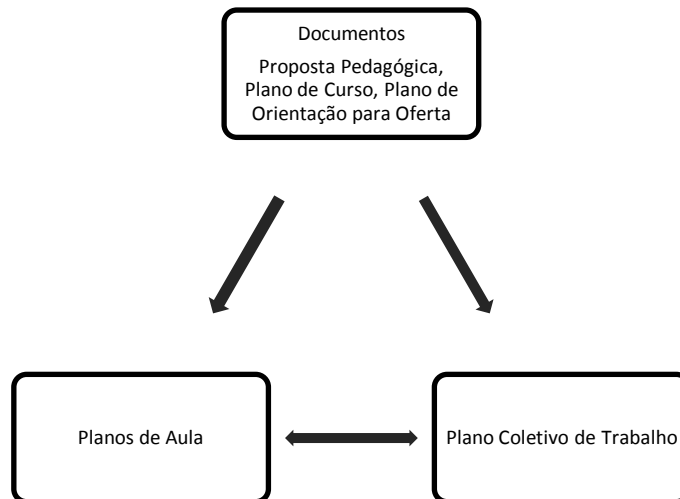 Documentos
Proposta Pedagógica,
Plano de Curso, Plano de
Orientação para Oferta
Planos de Aula
Plano Coletivo de Trabalho